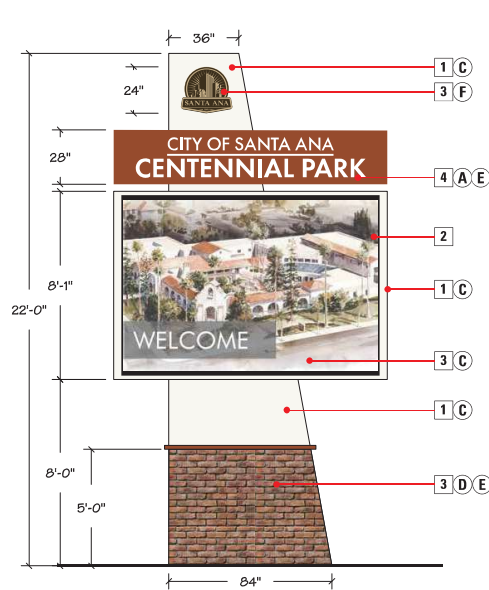 36"
1 C
24"
3 F
SANTA ANA
28"
CITY OF SANTA ANA
CENTENNIAL PARK
4 A E
2
8'-1"
1 C
22'-0"
WELCOME
3 C
1 C
8'-0"
3 D E
5'-0"
84"